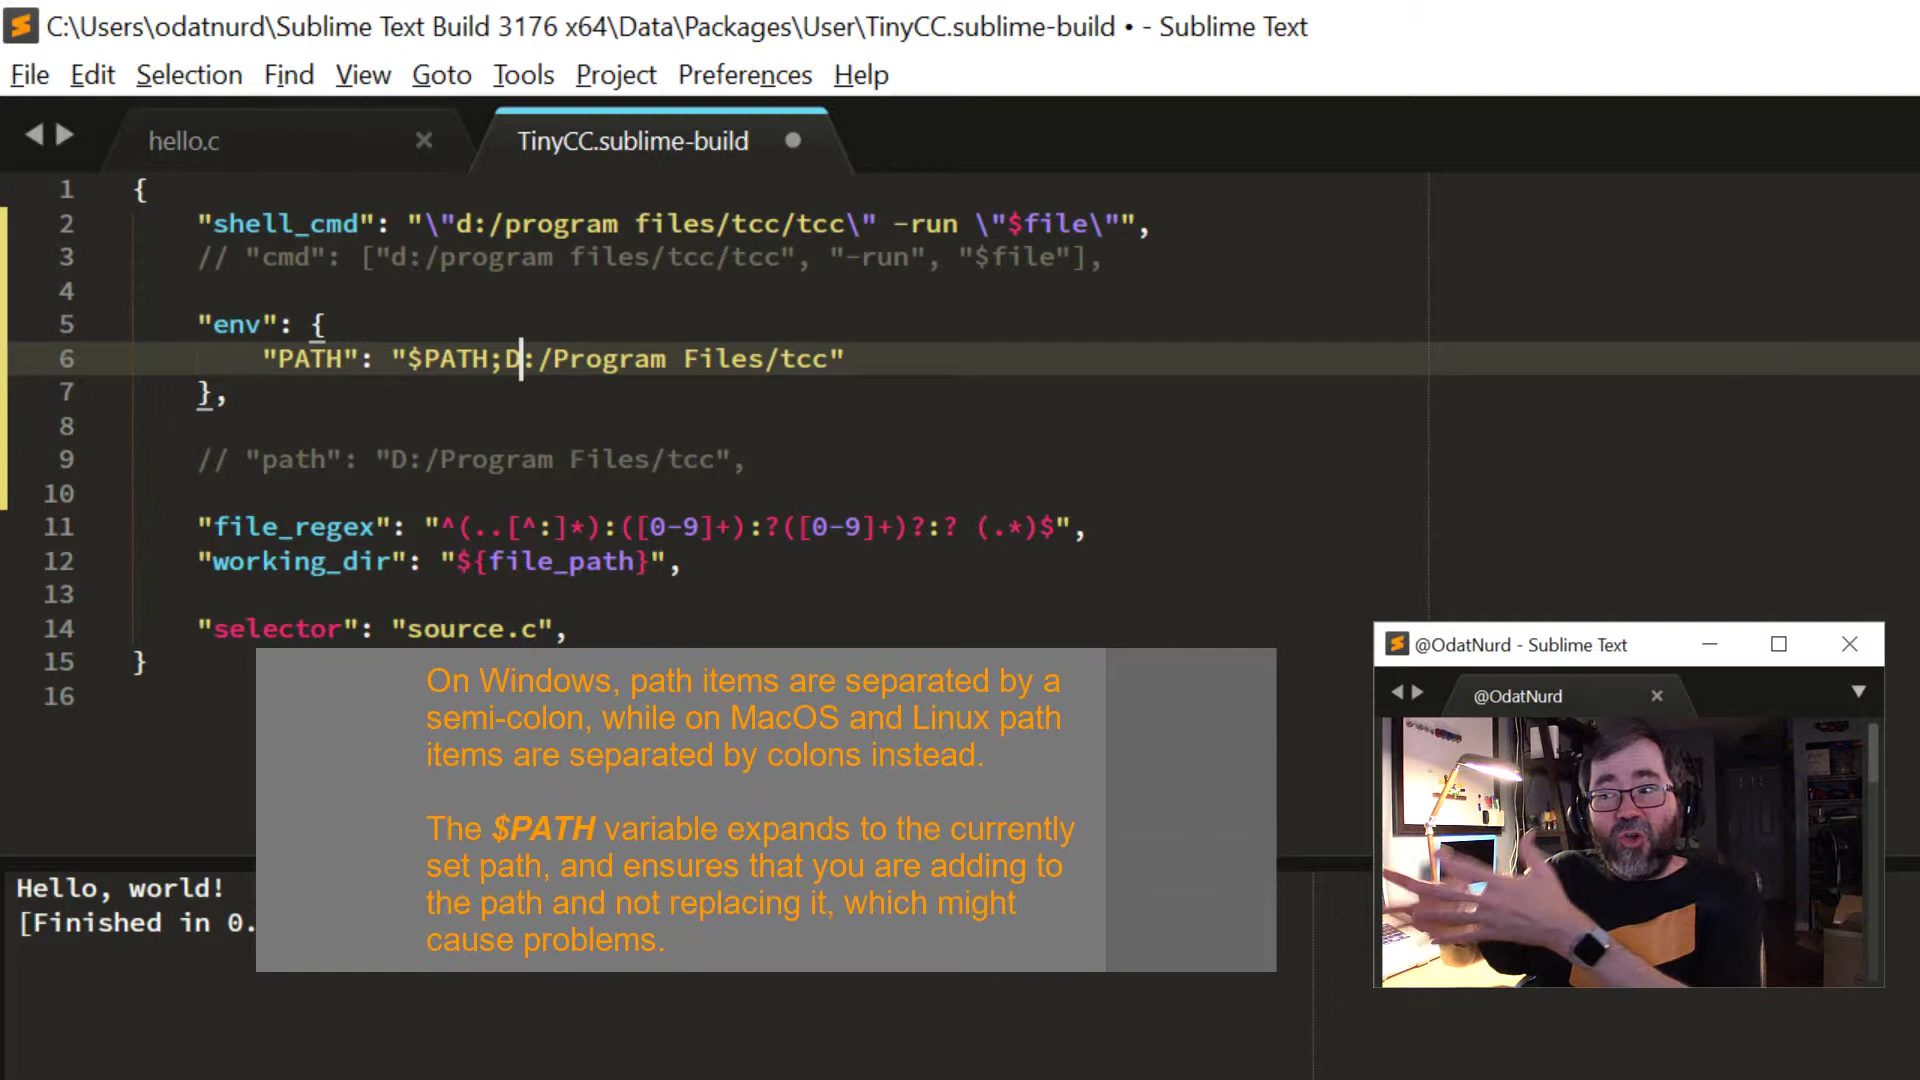 C:\Users\odatnurd\Sublime Text Build 3176 x64\Data\Packages\User\TinyCC.sublime-build • - Sublime Text
File Edit Selection Find View Goto Tools Project Preferences Help
hello.c
TinyCC.sublime-build
1 {
2 "shell_cmd": "\"d:/program files/tcc/tcc\" -run \"$file\"",
3 // "cmd": ["d:/program files/tcc/tcc", "-run", "$file"],
4
5 "env": {
6 "PATH": "$PATH;D:/Program Files/tcc"
7 },
8
9 // "path": "D:/Program Files/tcc",
10
11 "file_regex": "^(..[^:]*):([0-9]+):?([0-9]+)?:? (.*)$",
12 "working_dir": "${file_path}",
13
14 "selector": "source.c",
15 }
16
On Windows, path items are separated by a
semi-colon, while on MacOS and Linux path
items are separated by colons instead.
The $PATH variable expands to the currently
set path, and ensures that you are adding to
the path and not replacing it, which might
cause problems.
Hello, world!
[Finished in 0.
@OdatNurd - Sublime Text
@OdatNurd